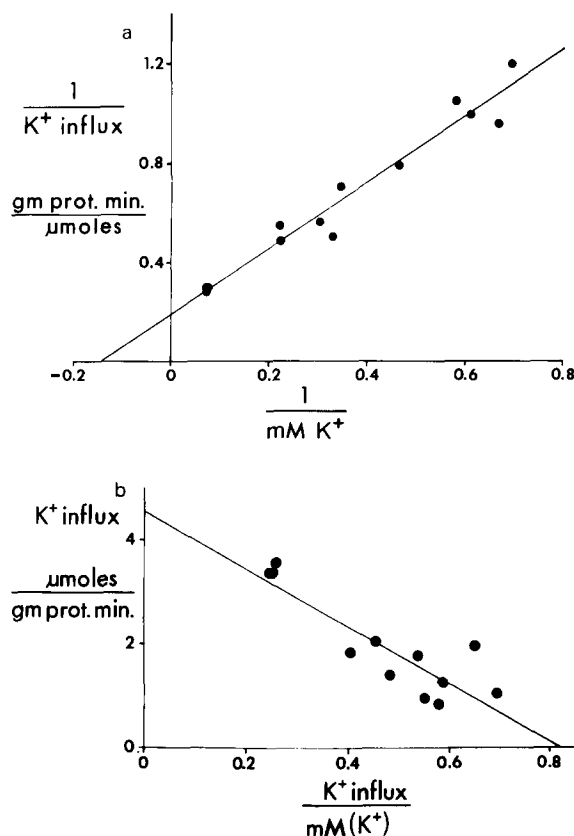 a
1
K⁺ influx
gm prot. min.
µmoles
1.2
0.8
0.4
−0.2
0
0.2
0.4
0.6
0.8
1
mM K⁺
b
K⁺ influx
µmoles
gm prot. min.
4
2
0
0
0.2
0.4
0.6
0.8
K⁺ influx
mM (K⁺)